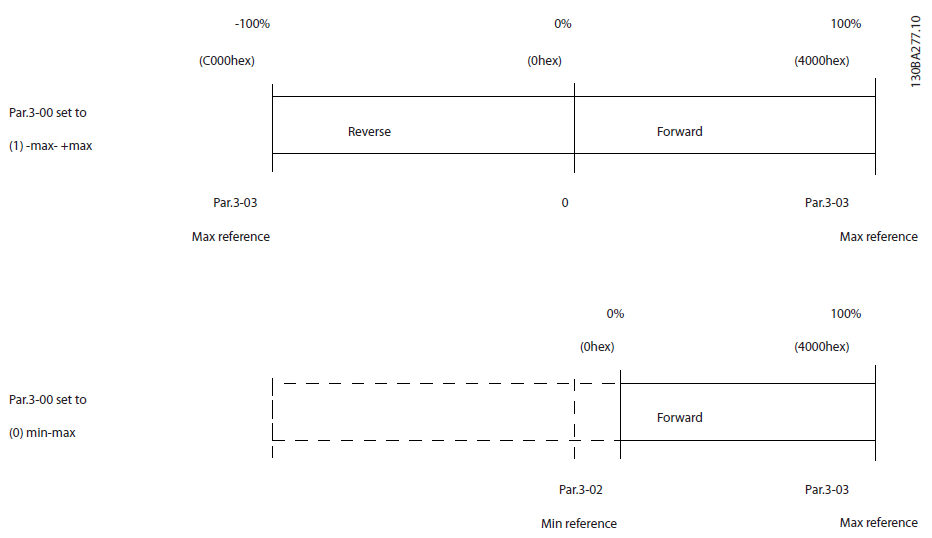 -100% 0% 100%
(C000hex) (0hex) (4000hex)
130BA277.10
Par.3-00 set to
(1) -max- +max
Reverse Forward
Par.3-03 0 Par.3-03
Max reference Max reference
0% 100%
(0hex) (4000hex)
Par.3-00 set to
(0) min-max
Forward
Par.3-02 Par.3-03
Min reference Max reference